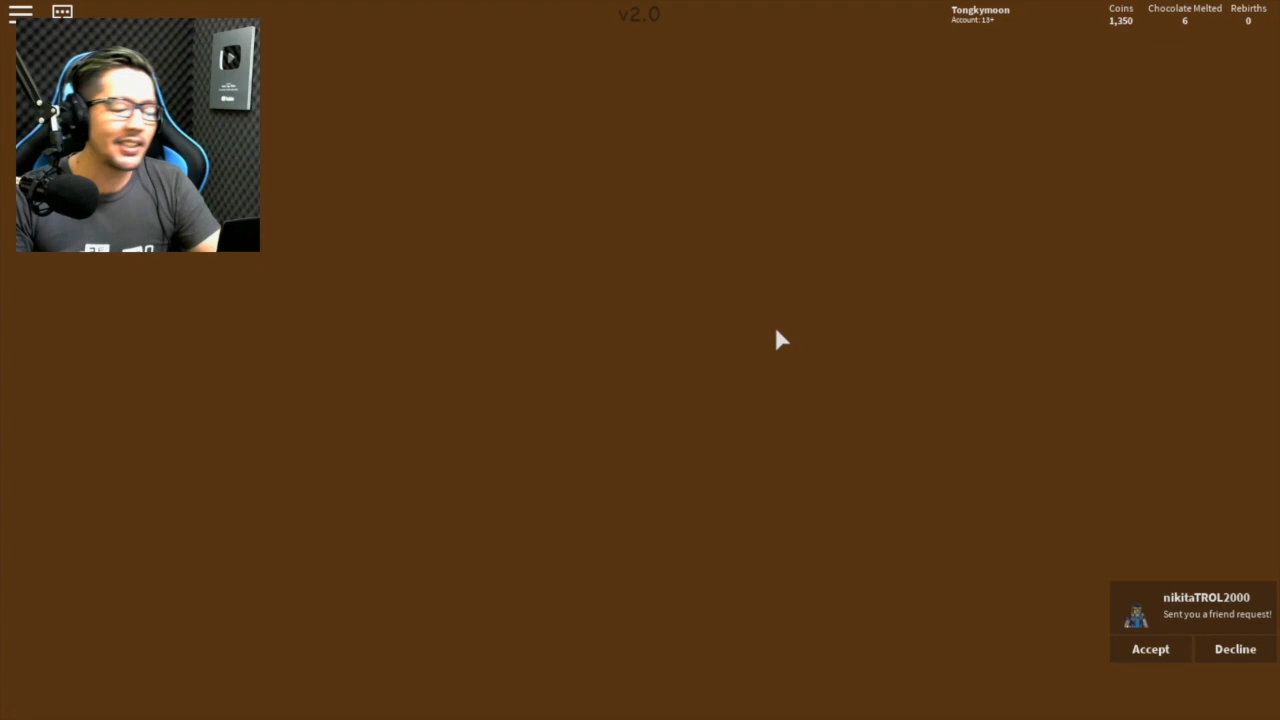 v2.0
Tongkymoon
Account: 13+
Coins
1,350
Chocolate Melted
6
Rebirths
0
nikitaTROL2000
Sent you a friend request!
Accept
Decline